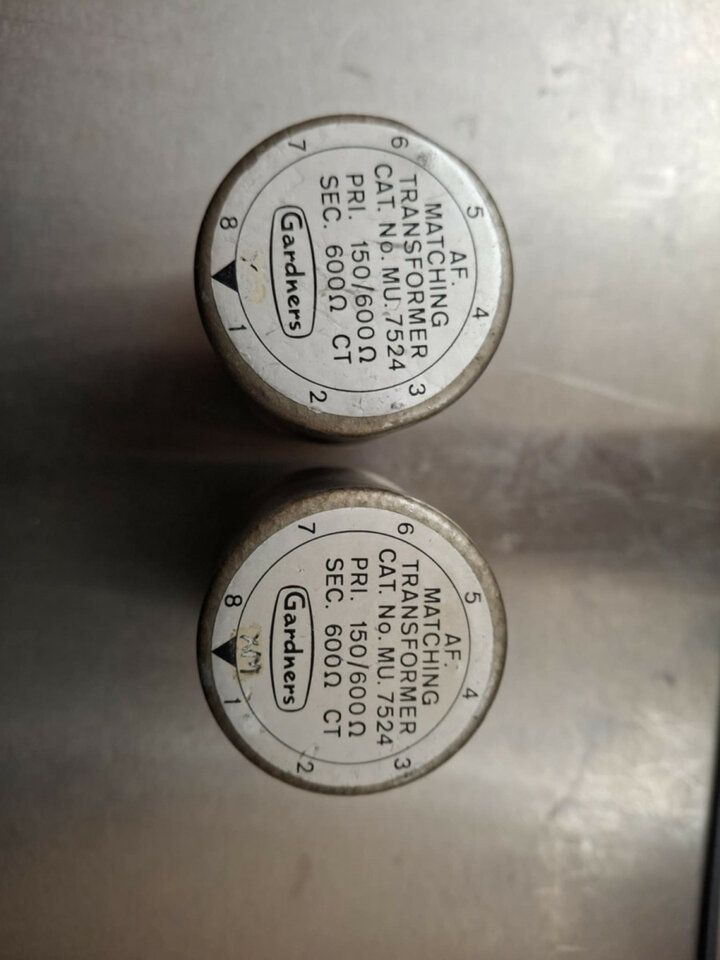 AF.
MATCHING
TRANSFORMER
CAT. No. MU. 7524
PRI. 150/600Ω
SEC. 600Ω CT
Gardners
1
2
3
4
5
6
7
8
AF.
MATCHING
TRANSFORMER
CAT. No. MU. 7524
PRI. 150/600Ω
SEC. 600Ω CT
Gardners
1
2
3
4
5
6
7
8